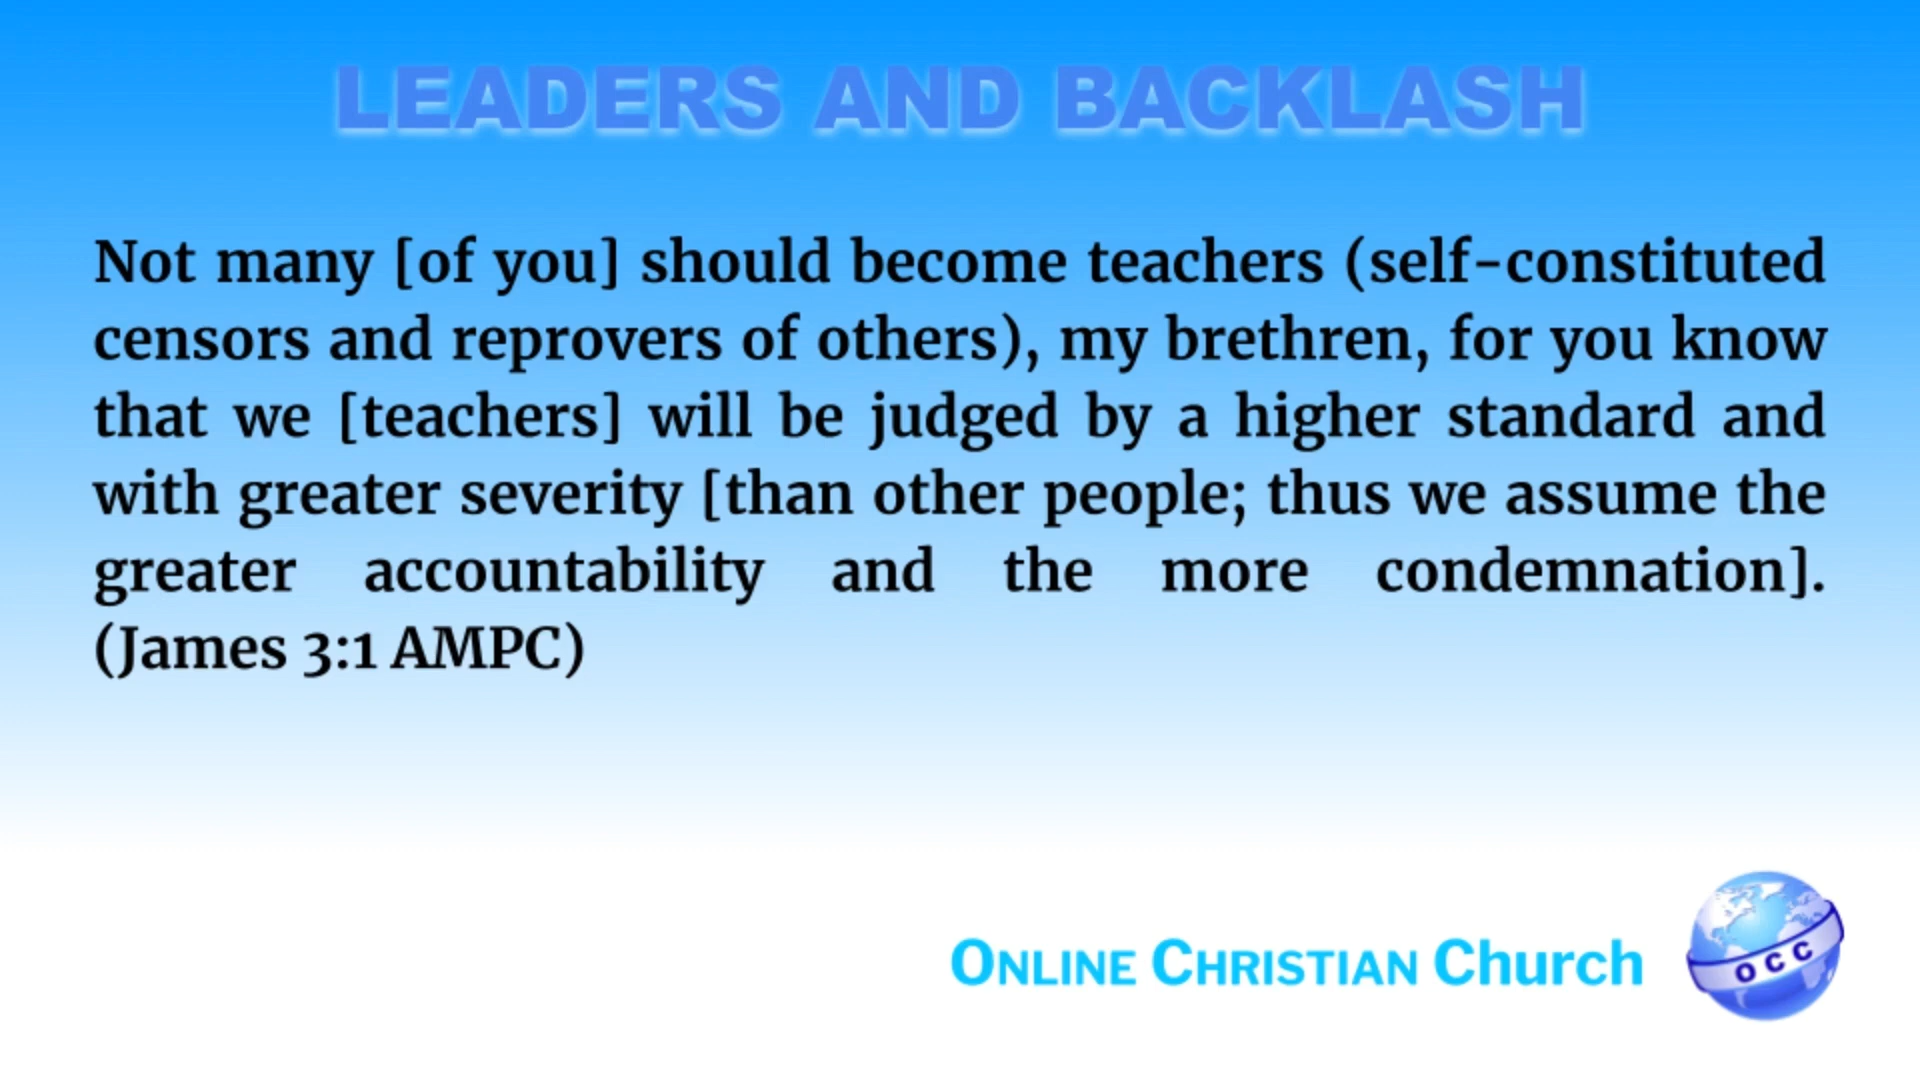 LEADERS AND BACKLASH
Not many [of you] should become teachers (self-constituted
censors and reprovers of others), my brethren, for you know
that we [teachers] will be judged by a higher standard and
with greater severity [than other people; thus we assume the
greater accountability and the more condemnation].
(James 3:1 AMPC)
ONLINE CHRISTIAN Church
OCC